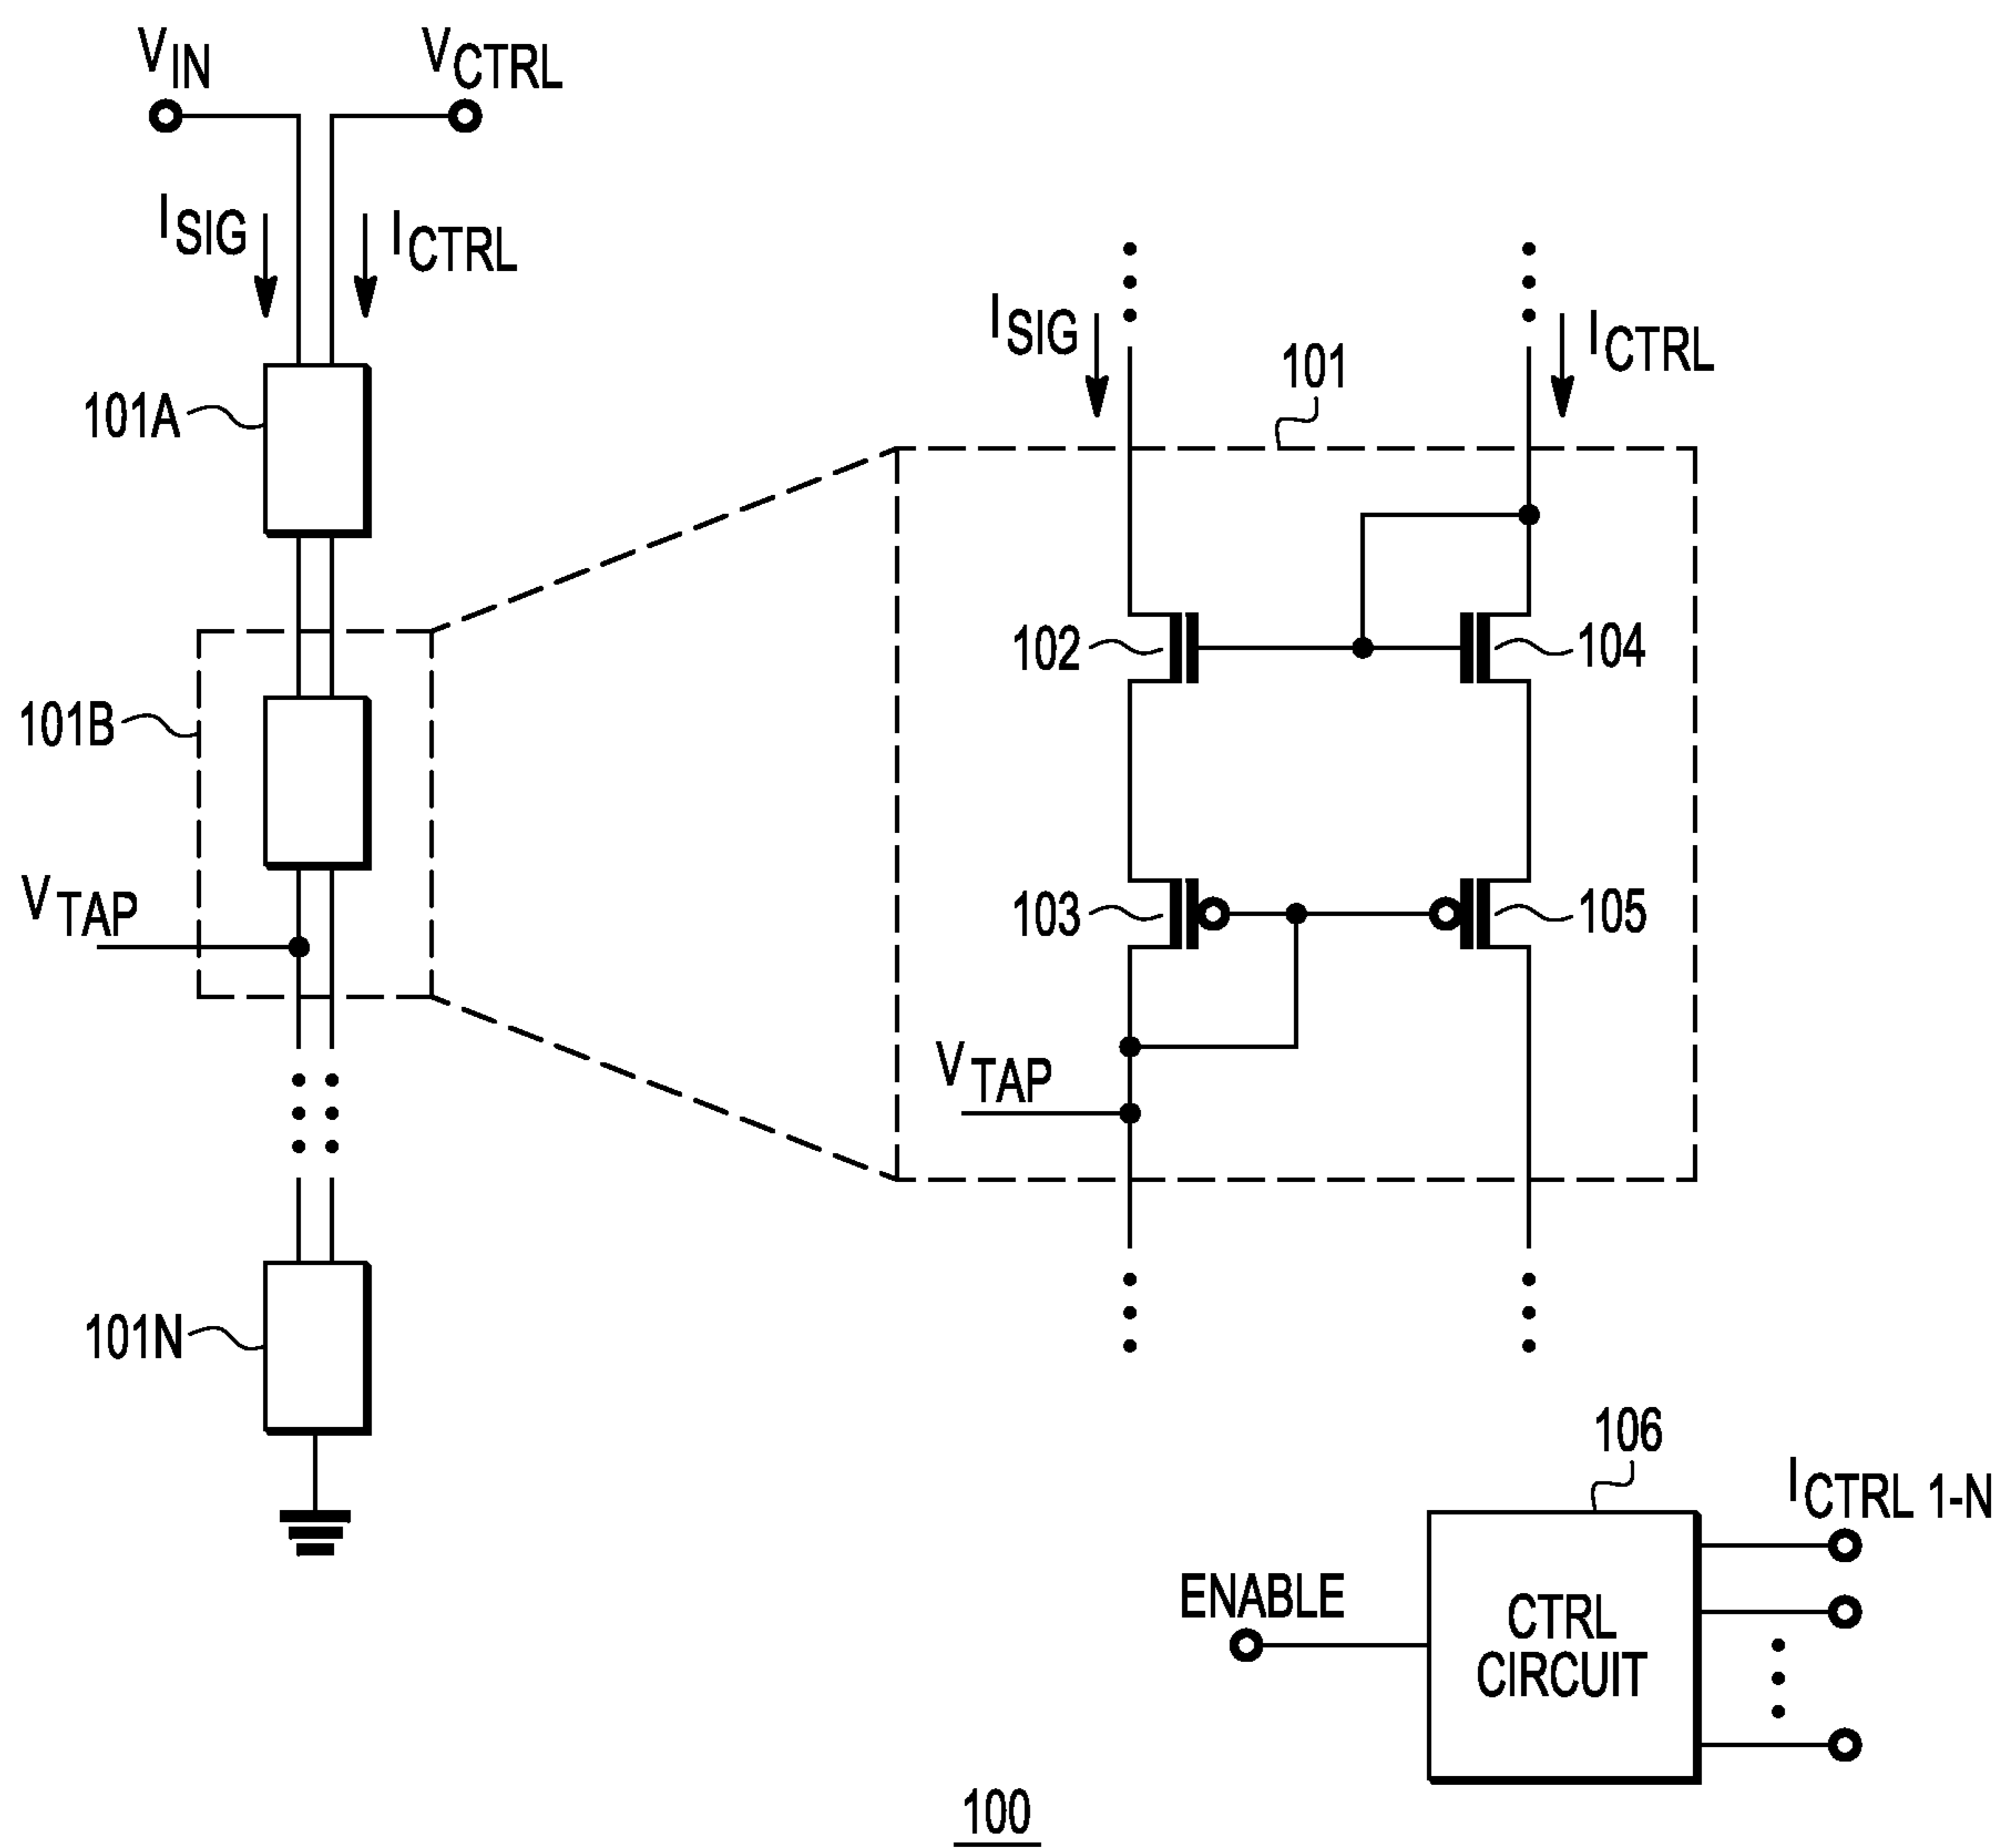 VIN
VCTRL
ISIG
ICTRL
101A
101B
VTAP
101N
ISIG
ICTRL
101
102
104
103
105
VTAP
106
ICTRL 1-N
ENABLE
CTRL
CIRCUIT
100